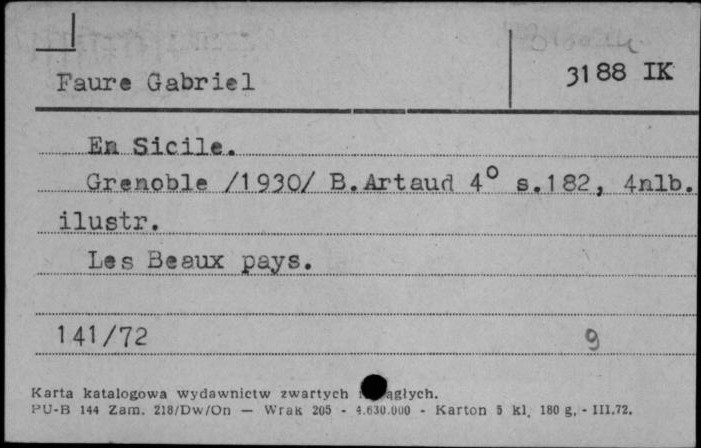 Faure Gabriel
3188 IK
En Sicile.
Grenoble /1930/ B.Artaud 4° s.182, 4nlb.
ilustr.
Les Beaux pays.
141/72
9
Karta katalogowa wydawnictw zwartych
PU-B 144 Zam. 218/Dw/On — Wrak 205 - 4.630.000 - Karton 5 kl. 180 g. - III.72.